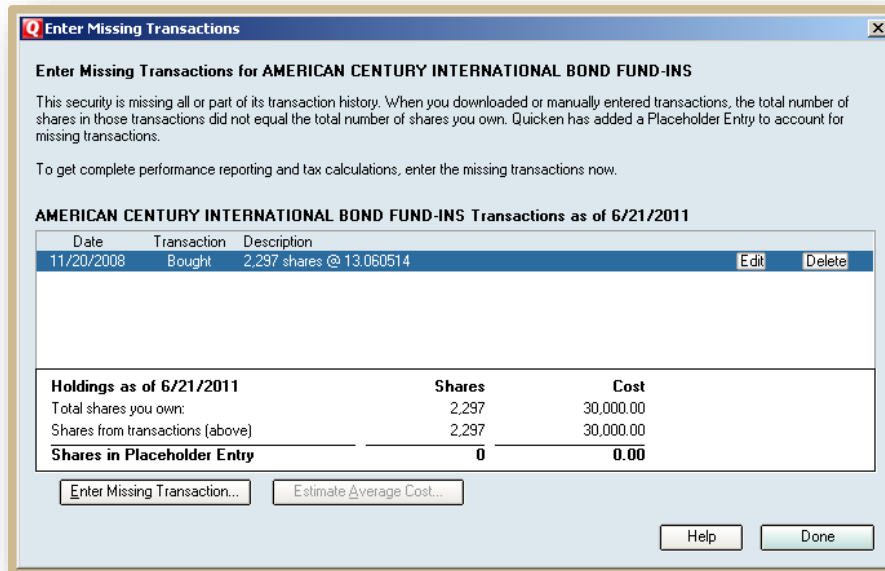 Q Enter Missing Transactions X
Enter Missing Transactions for AMERICAN CENTURY INTERNATIONAL BOND FUND-INS
This security is missing all or part of its transaction history. When you downloaded or manually entered transactions, the total number of
shares in those transactions did not equal the total number of shares you own. Quicken has added a Placeholder Entry to account for
missing transactions.
To get complete performance reporting and tax calculations, enter the missing transactions now.
AMERICAN CENTURY INTERNATIONAL BOND FUND-INS Transactions as of 6/21/2011
Date Transaction Description
11/20/2008 Bought 2,297 shares @ 13.060514 Edit Delete
Holdings as of 6/21/2011 Shares Cost
Total shares you own: 2,297 30,000.00
Shares from transactions (above) 2,297 30,000.00
Shares in Placeholder Entry 0 0.00
Enter Missing Transaction... Estimate Average Cost...
Help Done